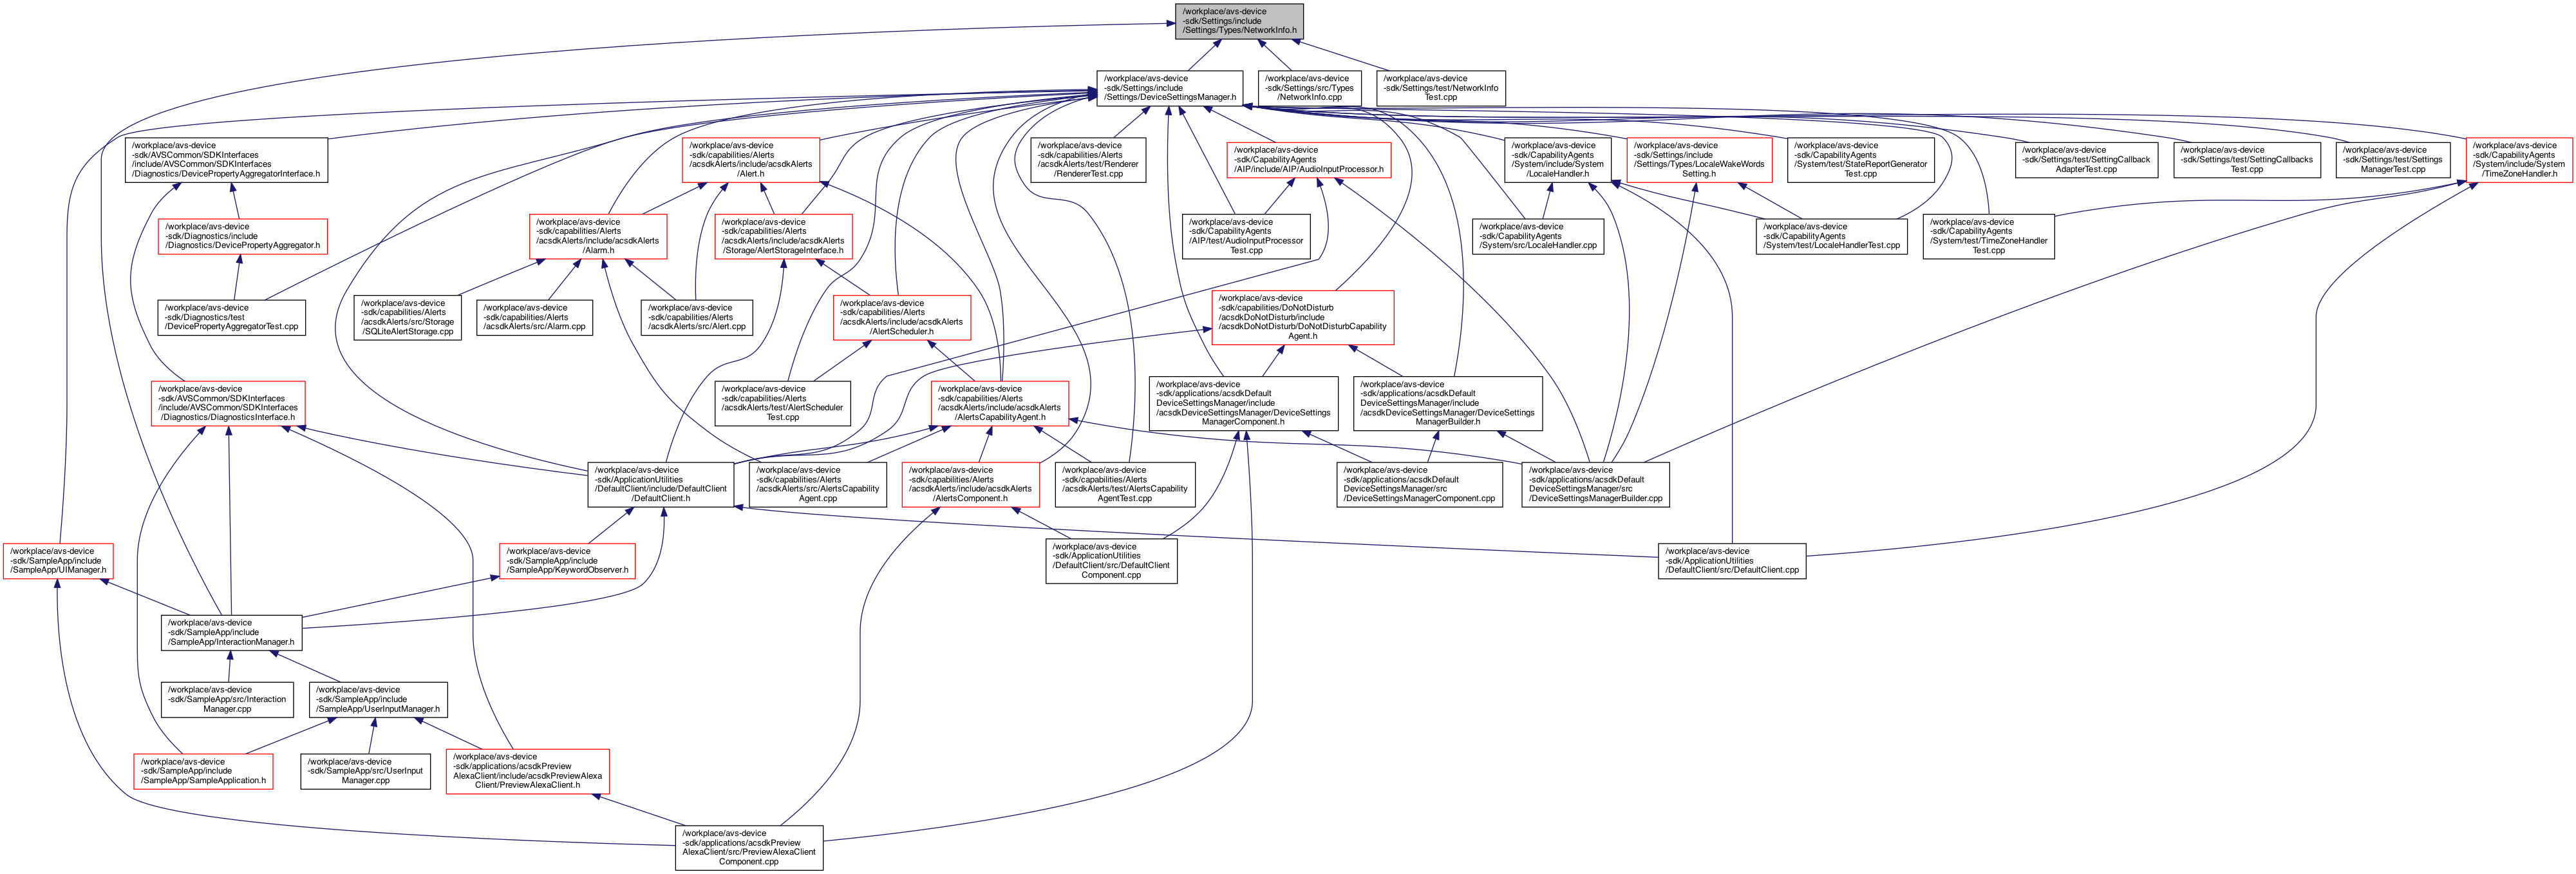 /workplace/avs-device
-sdk/Settings/include
/Settings/Types/NetworkInfo.h
/workplace/avs-device
-sdk/Settings/include
/Settings/DeviceSettingsManager.h
/workplace/avs-device
-sdk/Settings/src/Types
/NetworkInfo.cpp
/workplace/avs-device
-sdk/Settings/test/NetworkInfo
Test.cpp
/workplace/avs-device
-sdk/AVSCommon/SDKInterfaces
/include/AVSCommon/SDKInterfaces
/Diagnostics/DevicePropertyAggregatorInterface.h
/workplace/avs-device
-sdk/capabilities/Alerts
/acsdkAlerts/include/acsdkAlerts
/Alert.h
/workplace/avs-device
-sdk/capabilities/Alerts
/acsdkAlerts/test/Renderer
/RendererTest.cpp
/workplace/avs-device
-sdk/CapabilityAgents
/AIP/include/AIP/AudioInputProcessor.h
/workplace/avs-device
-sdk/CapabilityAgents
/System/include/System
/LocaleHandler.h
/workplace/avs-device
-sdk/Settings/include
/Settings/Types/LocaleWakeWords
Setting.h
/workplace/avs-device
-sdk/CapabilityAgents
/System/test/StateReportGenerator
Test.cpp
/workplace/avs-device
-sdk/Settings/test/SettingCallback
AdapterTest.cpp
/workplace/avs-device
-sdk/Settings/test/SettingCallbacks
Test.cpp
/workplace/avs-device
-sdk/Settings/test/Settings
ManagerTest.cpp
/workplace/avs-device
-sdk/CapabilityAgents
/System/include/System
/TimeZoneHandler.h
/workplace/avs-device
-sdk/Diagnostics/include
/Diagnostics/DevicePropertyAggregator.h
/workplace/avs-device
-sdk/capabilities/Alerts
/acsdkAlerts/include/acsdkAlerts
/Alarm.h
/workplace/avs-device
-sdk/capabilities/Alerts
/acsdkAlerts/include/acsdkAlerts
/Storage/AlertStorageInterface.h
/workplace/avs-device
-sdk/CapabilityAgents
/AIP/test/AudioInputProcessor
Test.cpp
/workplace/avs-device
-sdk/CapabilityAgents
/System/src/LocaleHandler.cpp
/workplace/avs-device
-sdk/CapabilityAgents
/System/test/LocaleHandlerTest.cpp
/workplace/avs-device
-sdk/CapabilityAgents
/System/test/TimeZoneHandler
Test.cpp
/workplace/avs-device
-sdk/Diagnostics/test
/DevicePropertyAggregatorTest.cpp
/workplace/avs-device
-sdk/capabilities/Alerts
/acsdkAlerts/src/Storage
/SQLiteAlertStorage.cpp
/workplace/avs-device
-sdk/capabilities/Alerts
/acsdkAlerts/src/Alarm.cpp
/workplace/avs-device
-sdk/capabilities/Alerts
/acsdkAlerts/src/Alert.cpp
/workplace/avs-device
-sdk/capabilities/Alerts
/acsdkAlerts/include/acsdkAlerts
/AlertScheduler.h
/workplace/avs-device
-sdk/capabilities/DoNotDisturb
/acsdkDoNotDisturb/include
/acsdkDoNotDisturb/DoNotDisturbCapability
Agent.h
/workplace/avs-device
-sdk/AVSCommon/SDKInterfaces
/include/AVSCommon/SDKInterfaces
/Diagnostics/DiagnosticsInterface.h
/workplace/avs-device
-sdk/capabilities/Alerts
/acsdkAlerts/test/AlertScheduler
Test.cpp
/workplace/avs-device
-sdk/capabilities/Alerts
/acsdkAlerts/include/acsdkAlerts
/AlertsCapabilityAgent.h
/workplace/avs-device
-sdk/applications/acsdkDefault
DeviceSettingsManager/include
/acsdkDeviceSettingsManager/DeviceSettings
ManagerComponent.h
/workplace/avs-device
-sdk/applications/acsdkDefault
DeviceSettingsManager/include
/acsdkDeviceSettingsManager/DeviceSettings
ManagerBuilder.h
/workplace/avs-device
-sdk/ApplicationUtilities
/DefaultClient/include/DefaultClient
/DefaultClient.h
/workplace/avs-device
-sdk/capabilities/Alerts
/acsdkAlerts/src/AlertsCapability
Agent.cpp
/workplace/avs-device
-sdk/capabilities/Alerts
/acsdkAlerts/include/acsdkAlerts
/AlertsComponent.h
/workplace/avs-device
-sdk/capabilities/Alerts
/acsdkAlerts/test/AlertsCapability
AgentTest.cpp
/workplace/avs-device
-sdk/applications/acsdkDefault
DeviceSettingsManager/src
/DeviceSettingsManagerComponent.cpp
/workplace/avs-device
-sdk/applications/acsdkDefault
DeviceSettingsManager/src
/DeviceSettingsManagerBuilder.cpp
/workplace/avs-device
-sdk/SampleApp/include
/SampleApp/UIManager.h
/workplace/avs-device
-sdk/SampleApp/include
/SampleApp/KeywordObserver.h
/workplace/avs-device
-sdk/ApplicationUtilities
/DefaultClient/src/DefaultClient
Component.cpp
/workplace/avs-device
-sdk/ApplicationUtilities
/DefaultClient/src/DefaultClient.cpp
/workplace/avs-device
-sdk/SampleApp/include
/SampleApp/InteractionManager.h
/workplace/avs-device
-sdk/SampleApp/src/Interaction
Manager.cpp
/workplace/avs-device
-sdk/SampleApp/include
/SampleApp/UserInputManager.h
/workplace/avs-device
-sdk/SampleApp/include
/SampleApp/SampleApplication.h
/workplace/avs-device
-sdk/SampleApp/src/UserInput
Manager.cpp
/workplace/avs-device
-sdk/applications/acsdkPreview
AlexaClient/include/acsdkPreviewAlexa
Client/PreviewAlexaClient.h
/workplace/avs-device
-sdk/applications/acsdkPreview
AlexaClient/src/PreviewAlexaClient
Component.cpp